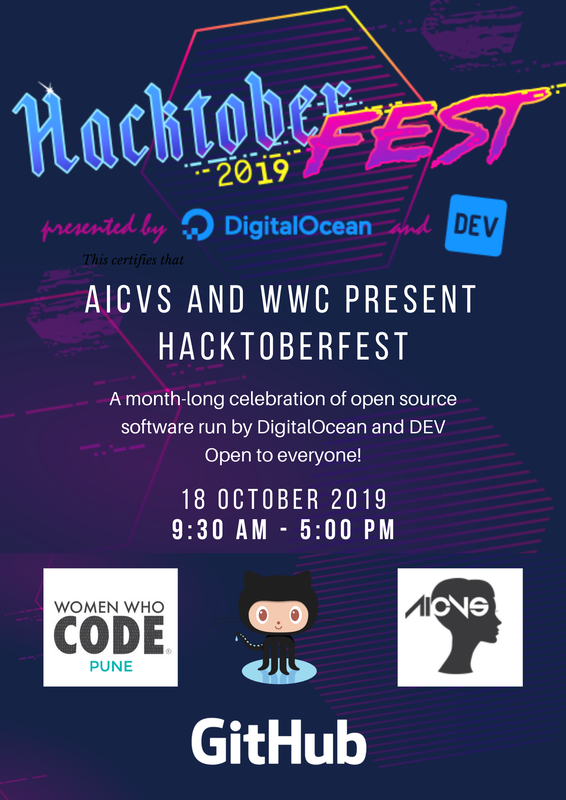 Hacktober
FEST
2019
presented by DigitalOcean and DEV
This certifies that
AICVS AND WWC PRESENT
HACKTOBERFEST
A month-long celebration of open source
software run by DigitalOcean and DEV
Open to everyone!
18 OCTOBER 2019
9:30 AM - 5:00 PM
WOMEN WHO
CODE®
PUNE
AICVS
GitHub